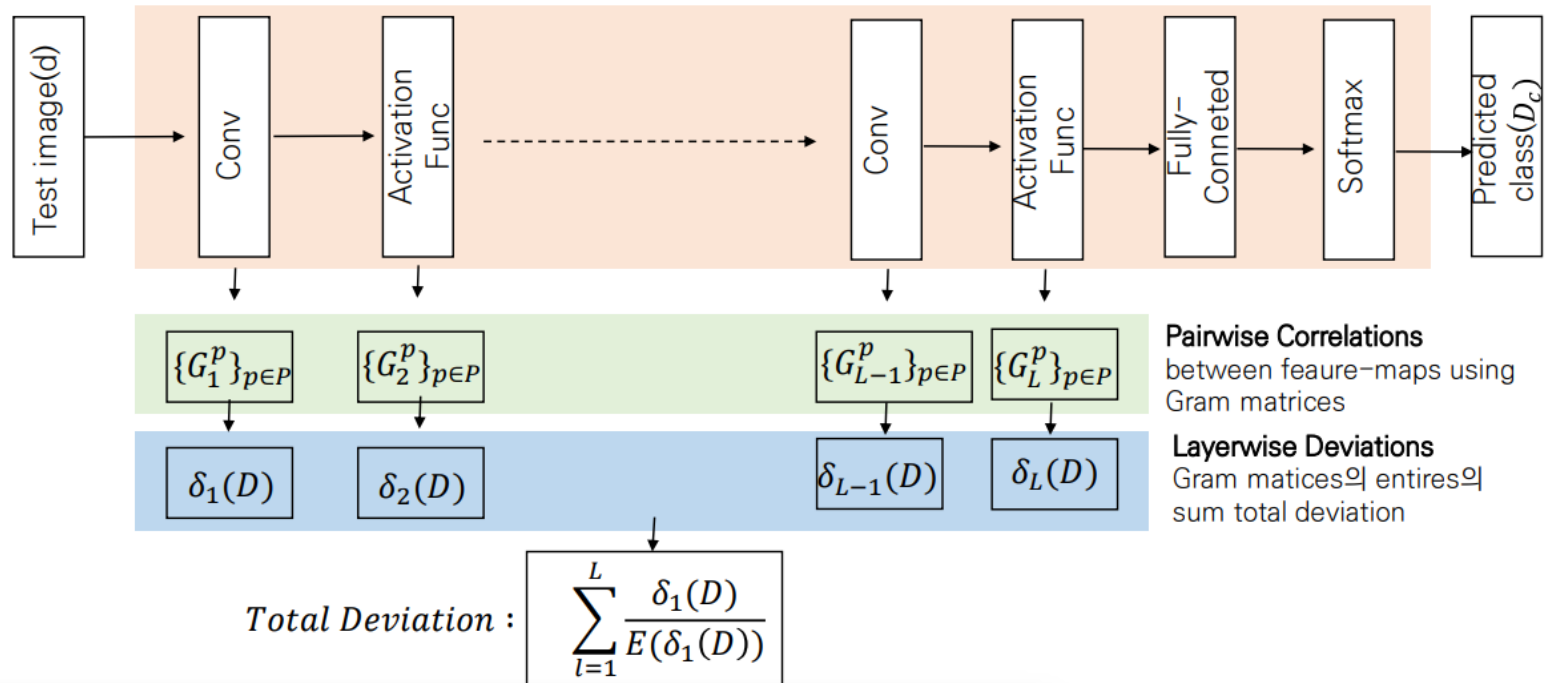 Test image(d)
Conv
Activation
Func
Conv
Activation
Func
Fully-
Conneted
Softmax
Predicted
class(D_c)
{G_1^p}_{p∈P}
{G_2^p}_{p∈P}
{G_{L-1}^p}_{p∈P}
{G_L^p}_{p∈P}
Pairwise Correlations
between feaure-maps using
Gram matrices
δ_1(D)
δ_2(D)
δ_{L-1}(D)
δ_L(D)
Layerwise Deviations
Gram matices의 entires의
sum total deviation
Total Deviation : \sum_{l=1}^{L} \frac{δ_1(D)}{E(δ_1(D))}